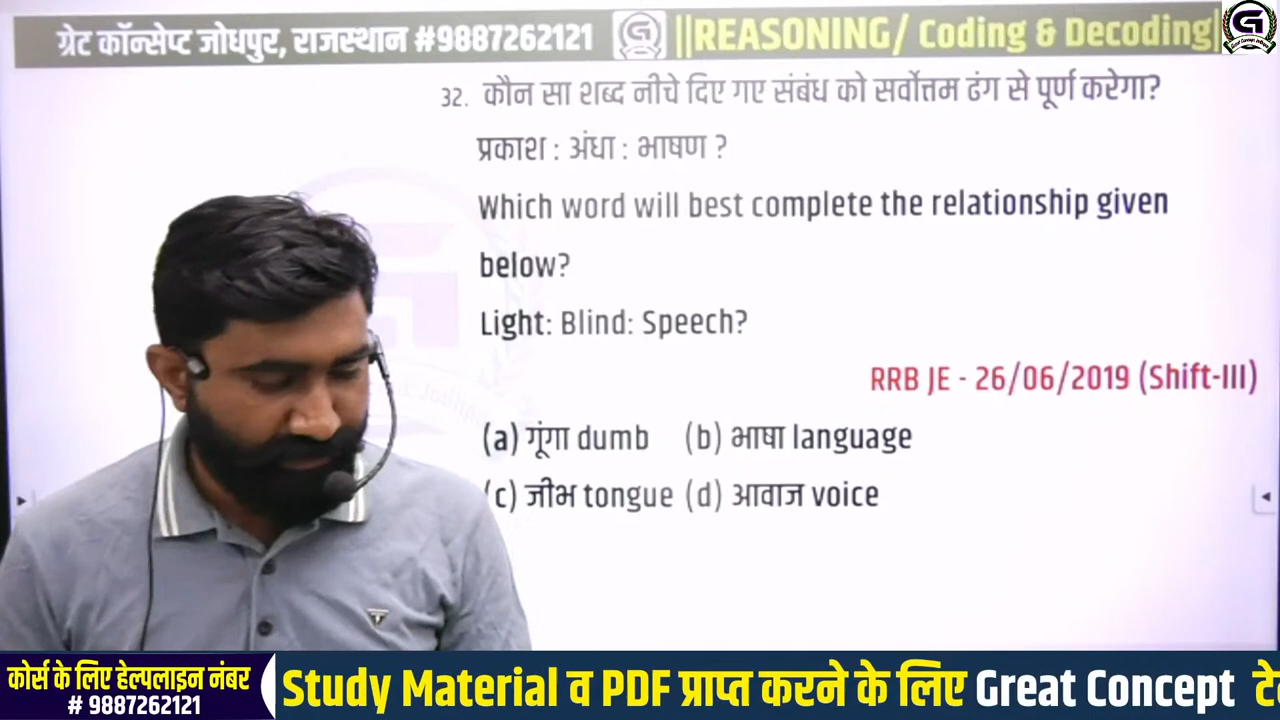 ग्रेट कॉन्सेप्ट जोधपुर, राजस्थान #9887262121 ||REASONING/ Coding & Decoding|
32. कौन सा शब्द नीचे दिए गए संबंध को सर्वोत्तम ढंग से पूर्ण करेगा?
प्रकाश : अंधा : भाषण ?
Which word will best complete the relationship given
below?
Light: Blind: Speech?
RRB JE - 26/06/2019 (Shift-III)
(a) गूंगा dumb (b) भाषा language
(c) जीभ tongue (d) आवाज voice
कोर्स के लिए हेल्पलाइन नंबर
# 9887262121
Study Material व PDF प्राप्त करने के लिए Great Concept टे